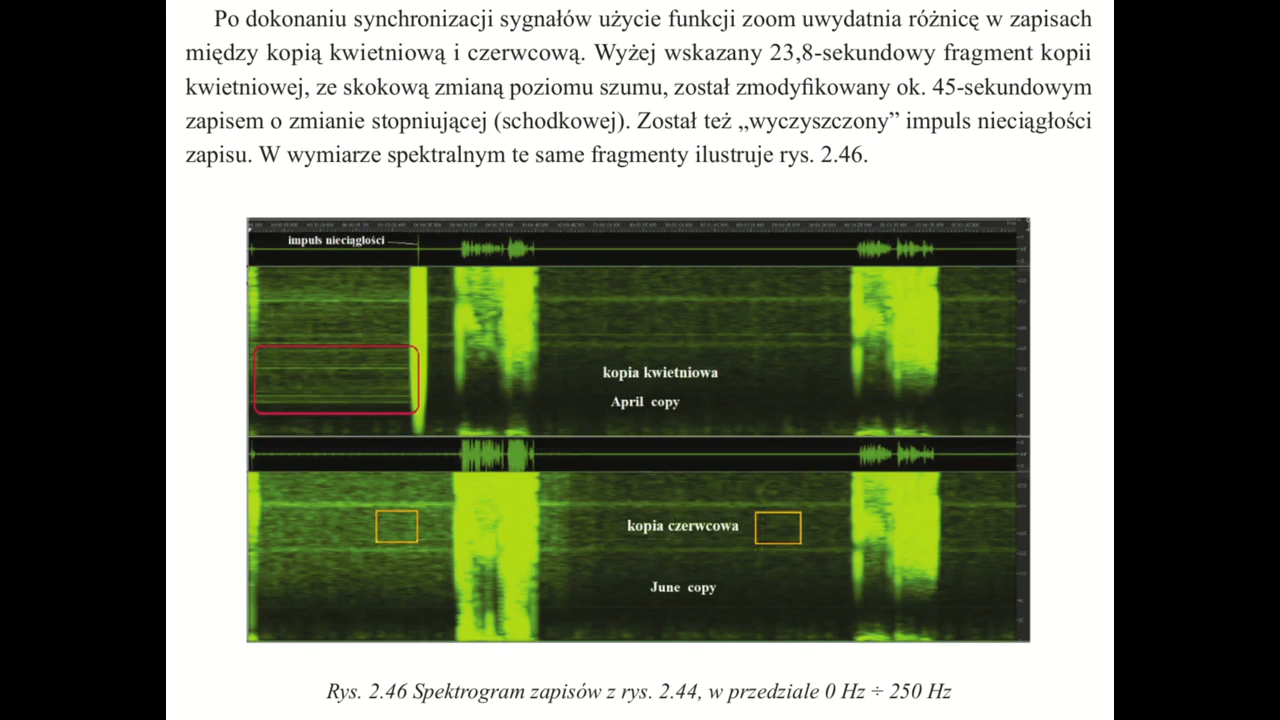 Po dokonaniu synchronizacji sygnałów użycie funkcji zoom uwydatnia różnicę w zapisach
między kopią kwietniową i czerwcową. Wyżej wskazany 23,8-sekundowy fragment kopii
kwietniowej, ze skokową zmianą poziomu szumu, został zmodyfikowany ok. 45-sekundowym
zapisem o zmianie stopniującej (schodkowej). Został też „wyczyszczony” impuls nieciągłości
zapisu. W wymiarze spektralnym te same fragmenty ilustruje rys. 2.46.
impuls nieciągłości
kopia kwietniowa
April copy
kopia czerwcowa
June copy
Rys. 2.46 Spektrogram zapisów z rys. 2.44, w przedziale 0 Hz ÷ 250 Hz